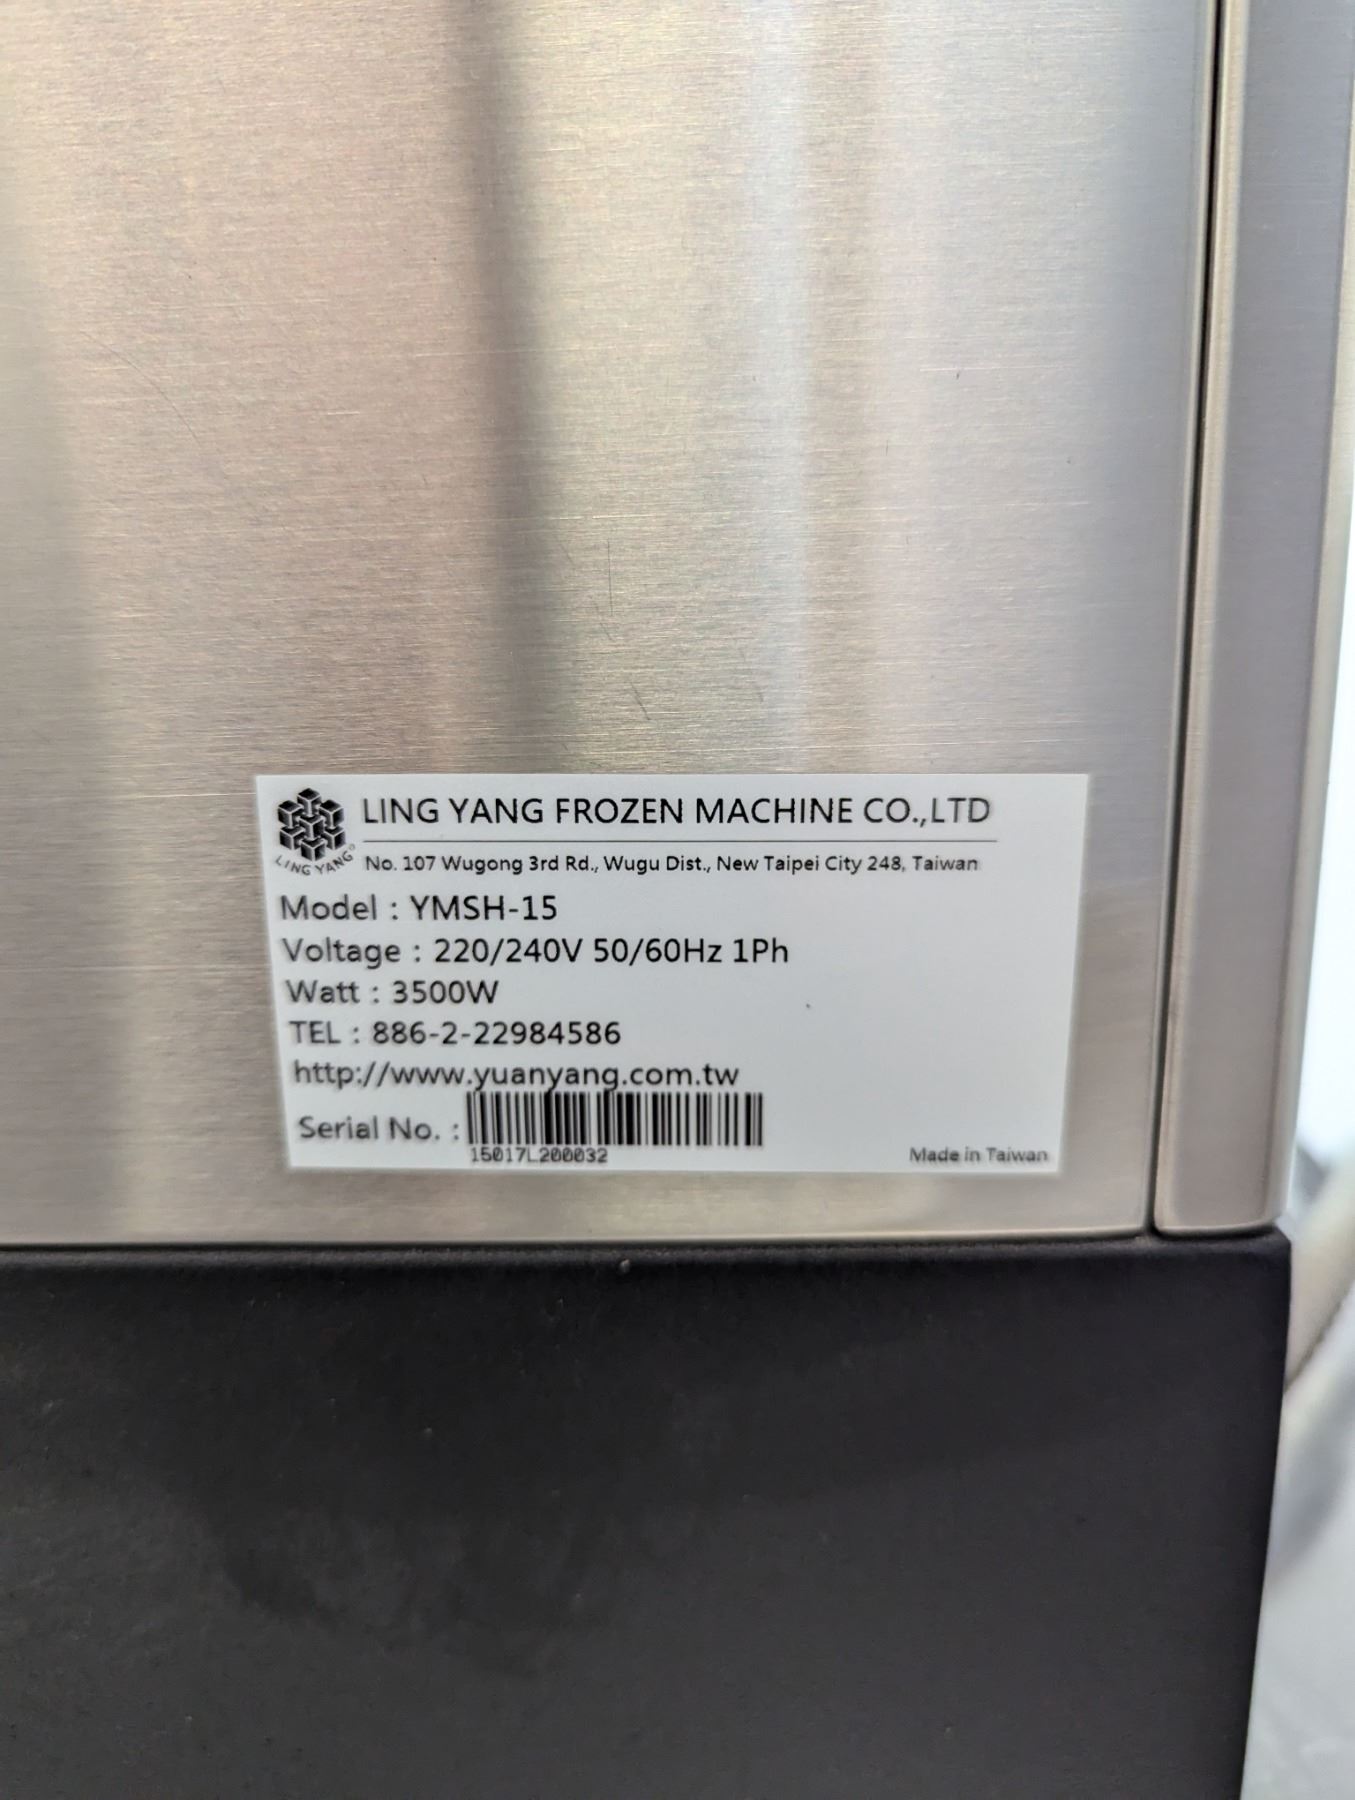 LING YANG FROZEN MACHINE CO.,LTD
LING YANG®
No. 107 Wugong 3rd Rd., Wugu Dist., New Taipei City 248, Taiwan
Model : YMSH-15
Voltage : 220/240V 50/60Hz 1Ph
Watt : 3500W
TEL : 886-2-22984586
http://www.yuanyang.com.tw
Serial No. :
15017L200032
Made in Taiwan